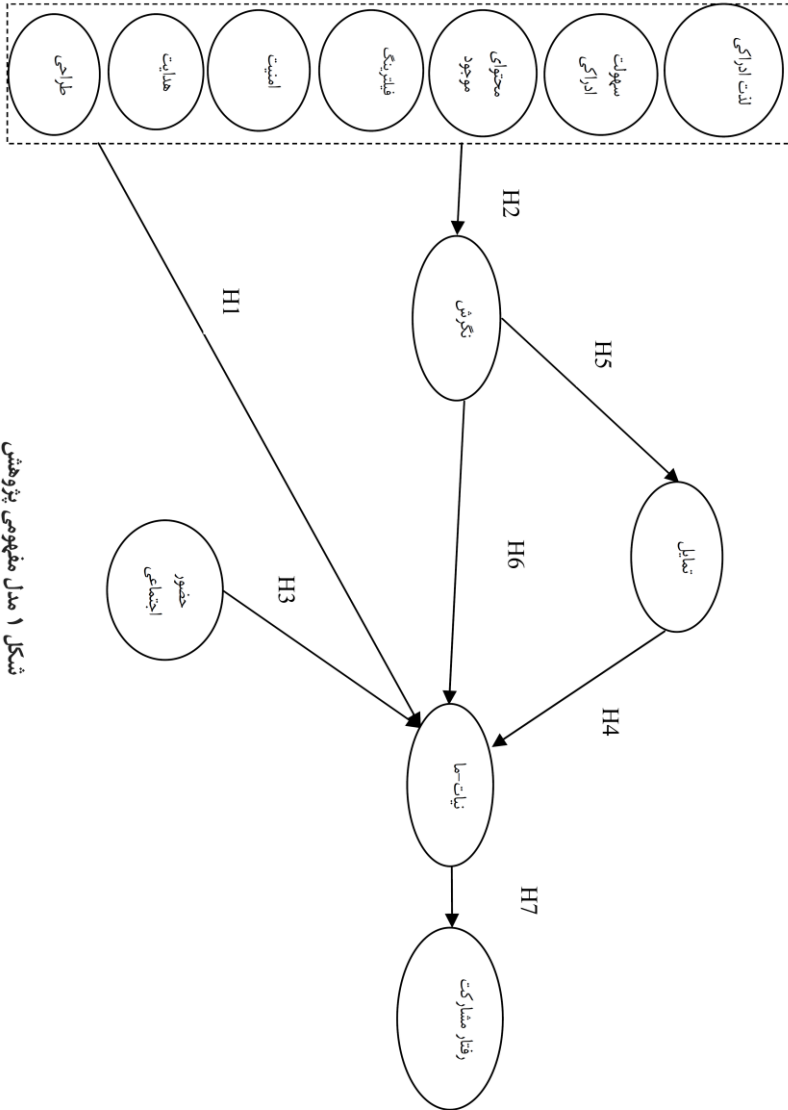 لذت ادراکی
سهولت
ادراکی
محتوای
موجود
فیلترینگ
امنیت
هدایت
طراحی
H2
H1
نگرش
H5
H6
تمایل
حضور
اجتماعی
H3
H4
نیات-ما
H7
رفتار مشارکت
شکل ۱ مدل مفهومی پژوهش